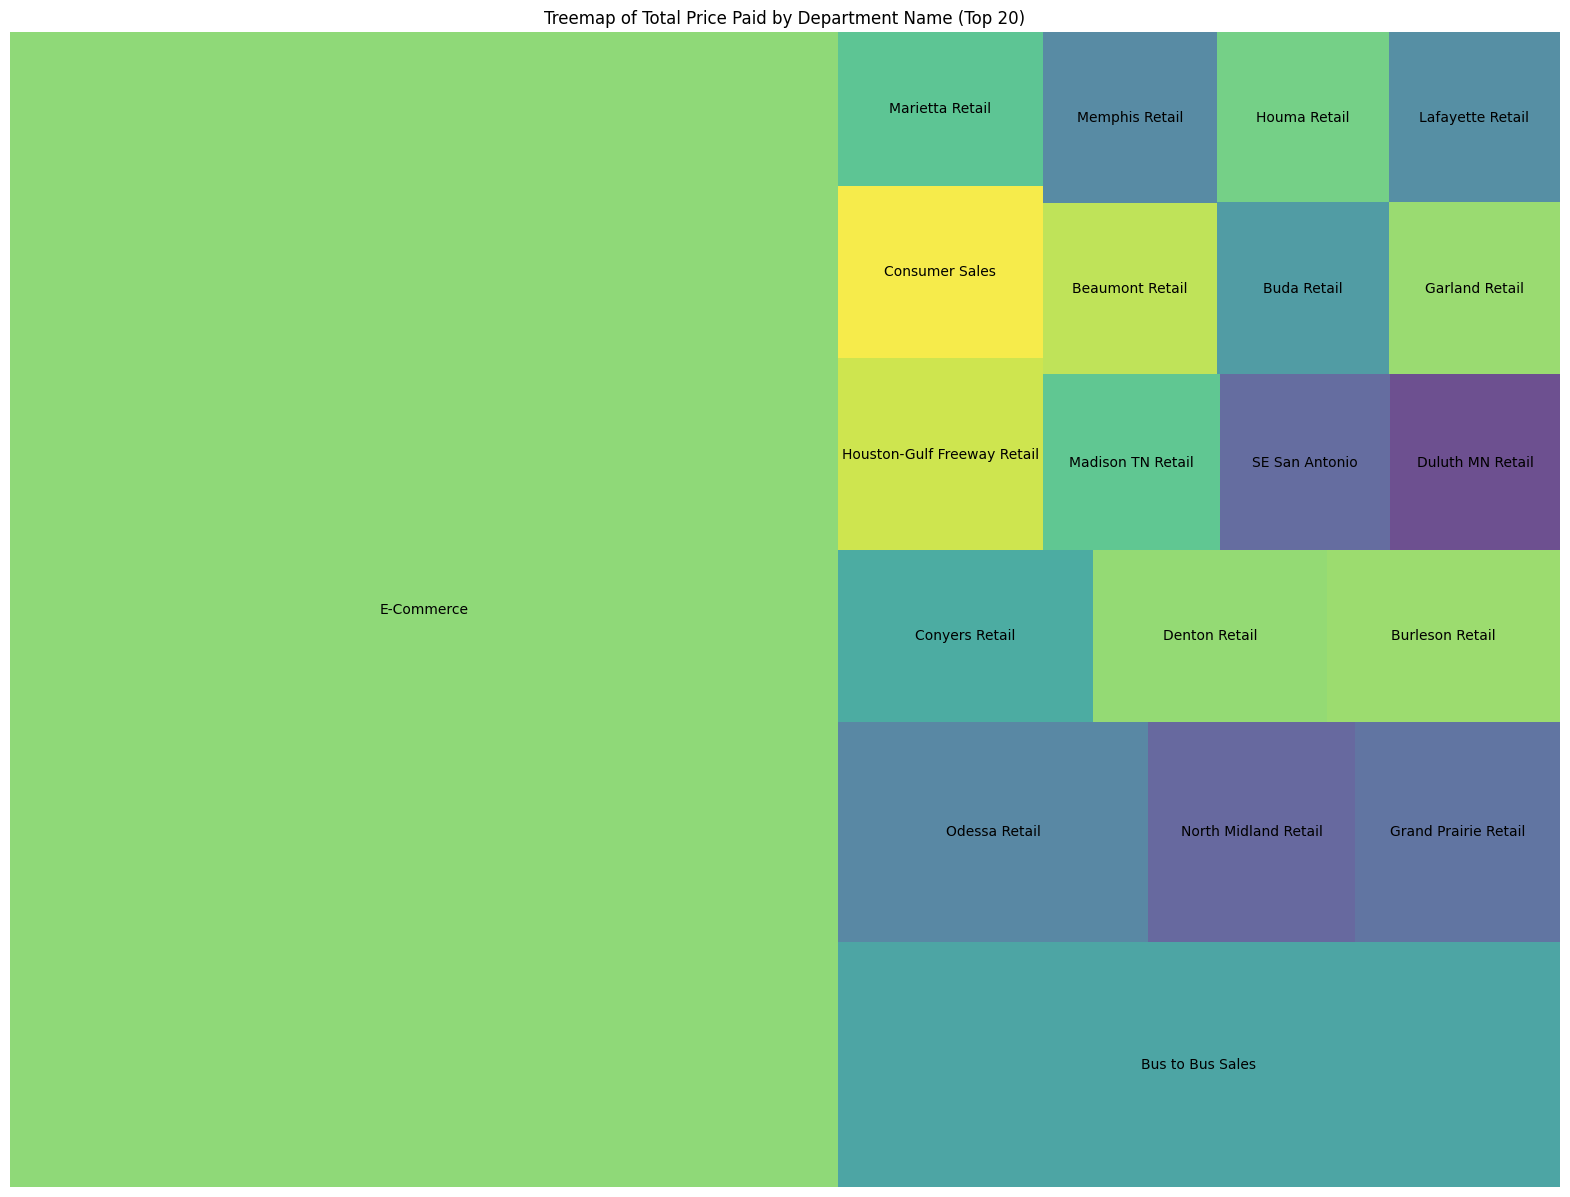 Treemap of Total Price Paid by Department Name (Top 20)
Marietta Retail
Memphis Retail
Houma Retail
Lafayette Retail
Consumer Sales
Beaumont Retail
Buda Retail
Garland Retail
Houston-Gulf Freeway Retail
Madison TN Retail
SE San Antonio
Duluth MN Retail
E-Commerce
Conyers Retail
Denton Retail
Burleson Retail
Odessa Retail
North Midland Retail
Grand Prairie Retail
Bus to Bus Sales